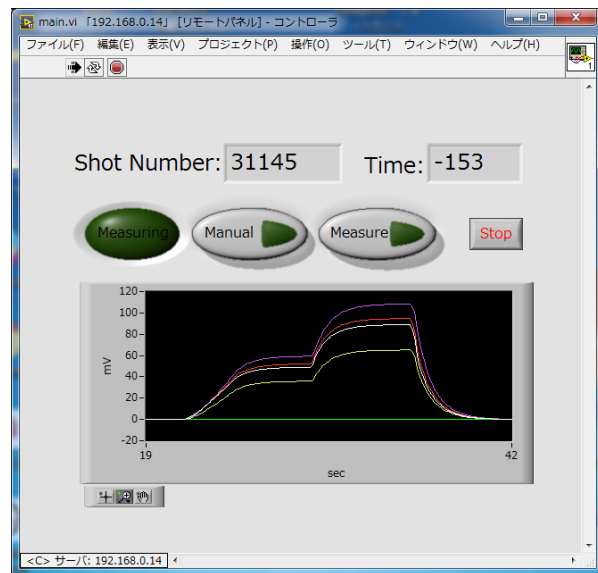 main.vi 「192.168.0.14」 [リモートパネル] - コントローラ
ファイル(F) 編集(E) 表示(V) プロジェクト(P) 操作(O) ツール(T) ウィンドウ(W) ヘルプ(H)
1
Shot Number: 31145 Time: -153
Measuring Manual Measure Stop
120
100
80
60
40
20
0
-20
mV
19 42
sec
<C> サーバ: 192.168.0.14